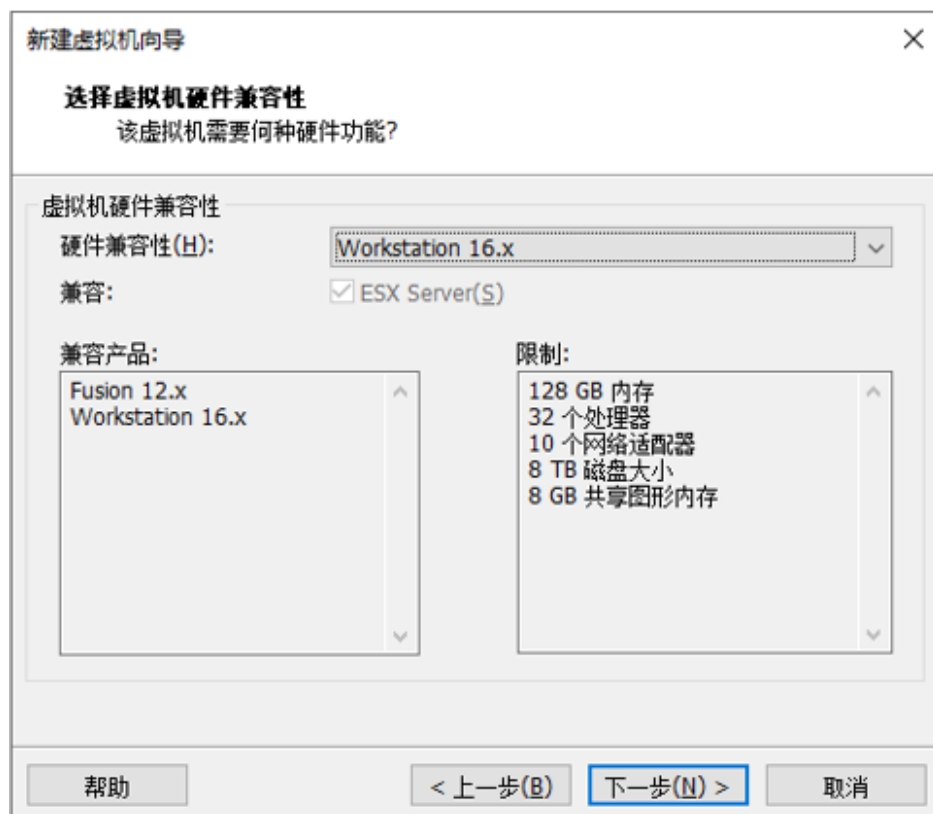 新建虚拟机向导
选择虚拟机硬件兼容性
该虚拟机需要何种硬件功能?
虚拟机硬件兼容性
硬件兼容性(H): Workstation 16.x
兼容: ESX Server(S)
兼容产品:
Fusion 12.x
Workstation 16.x
限制:
128 GB 内存
32 个处理器
10 个网络适配器
8 TB 磁盘大小
8 GB 共享图形内存
帮助 < 上一步(B) 下一步(N) > 取消